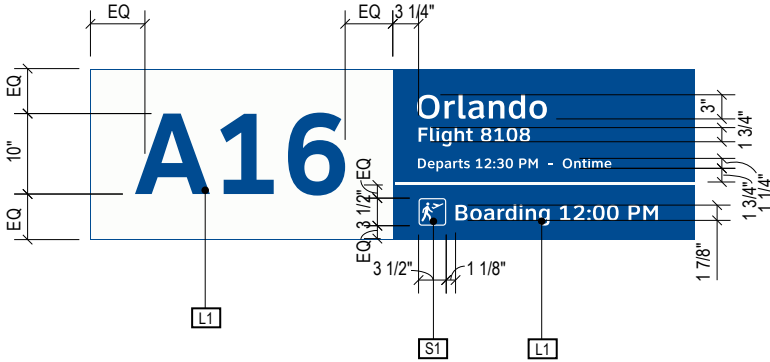 EQ EQ 3 1/4"
EQ
10"
EQ
A16
Orlando
Flight 8108
Departs 12:30 PM - Ontime
Boarding 12:00 PM
3"
1 3/4"
1 1/4"
1 3/4"
1 7/8"
EQ
3 1/2"
EQ
3 1/2" 1 1/8"
L1
S1 L1